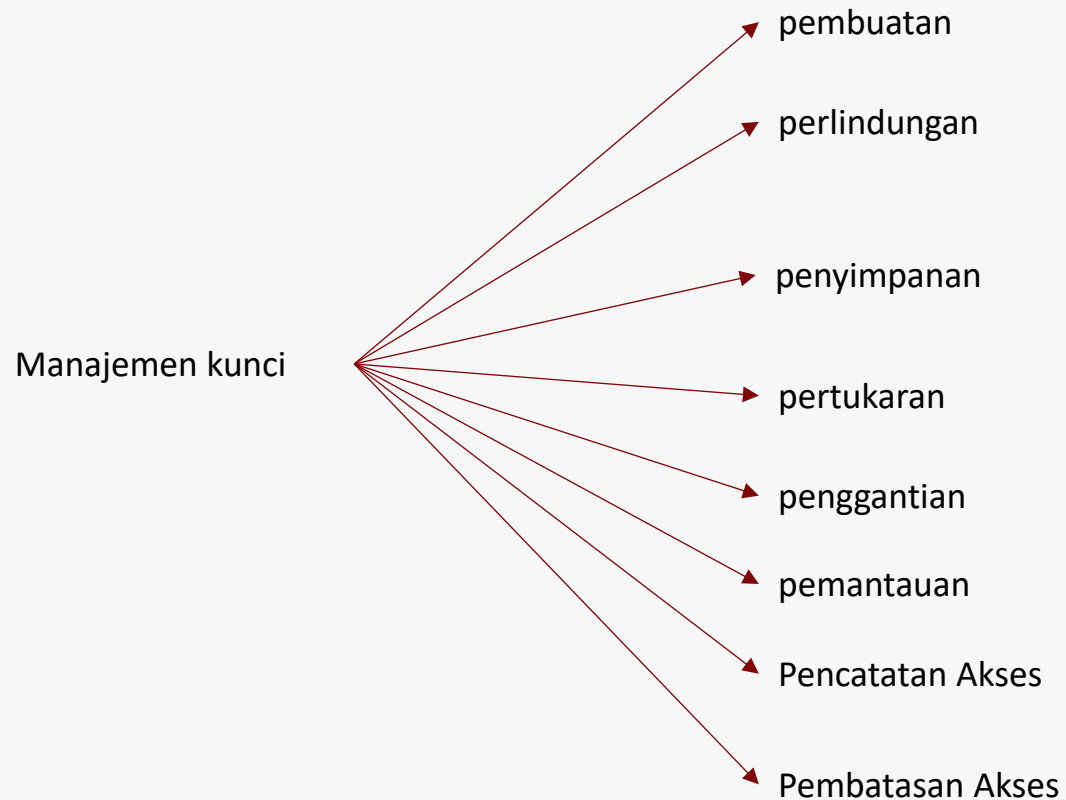 Manajemen kunci
pembuatan
perlindungan
penyimpanan
pertukaran
penggantian
pemantauan
Pencatatan Akses
Pembatasan Akses